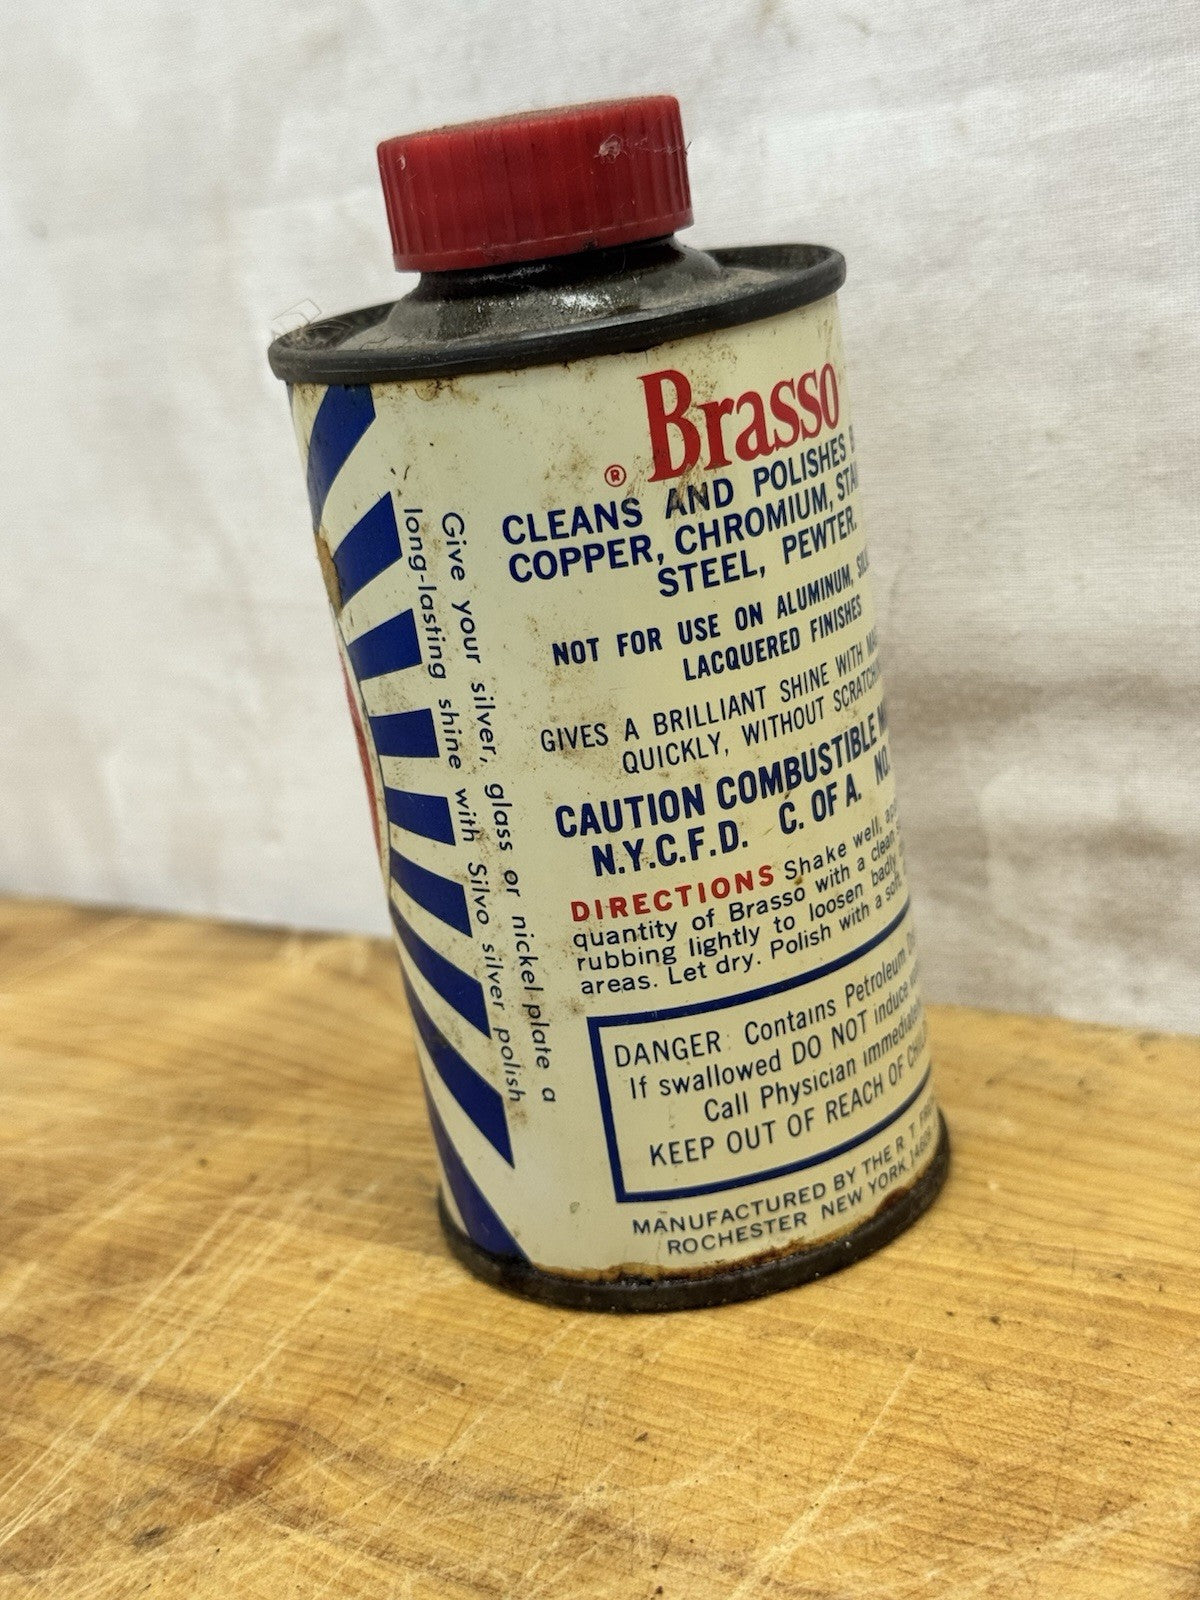 Brasso
®
CLEANS AND POLISHES
COPPER, CHROMIUM,
STEEL, PEWTER.
NOT FOR USE ON ALUMINUM,
LACQUERED FINISHES
GIVES A BRILLIANT SHINE WITH
QUICKLY, WITHOUT
CAUTION COMBUSTIBLE
N.Y.C.F.D. C. OF A. NO.
DIRECTIONS Shake well,
quantity of Brasso with a clean
rubbing lightly to loosen badly
areas. Let dry. Polish with a
DANGER: Contains Petroleum
If swallowed DO NOT induce
Call Physician
KEEP OUT OF REACH OF
MANUFACTURED BY THE R. T.
ROCHESTER NEW YORK
Give your silver, glass or nickel-plate a
long-lasting shine with Silvo silver polish